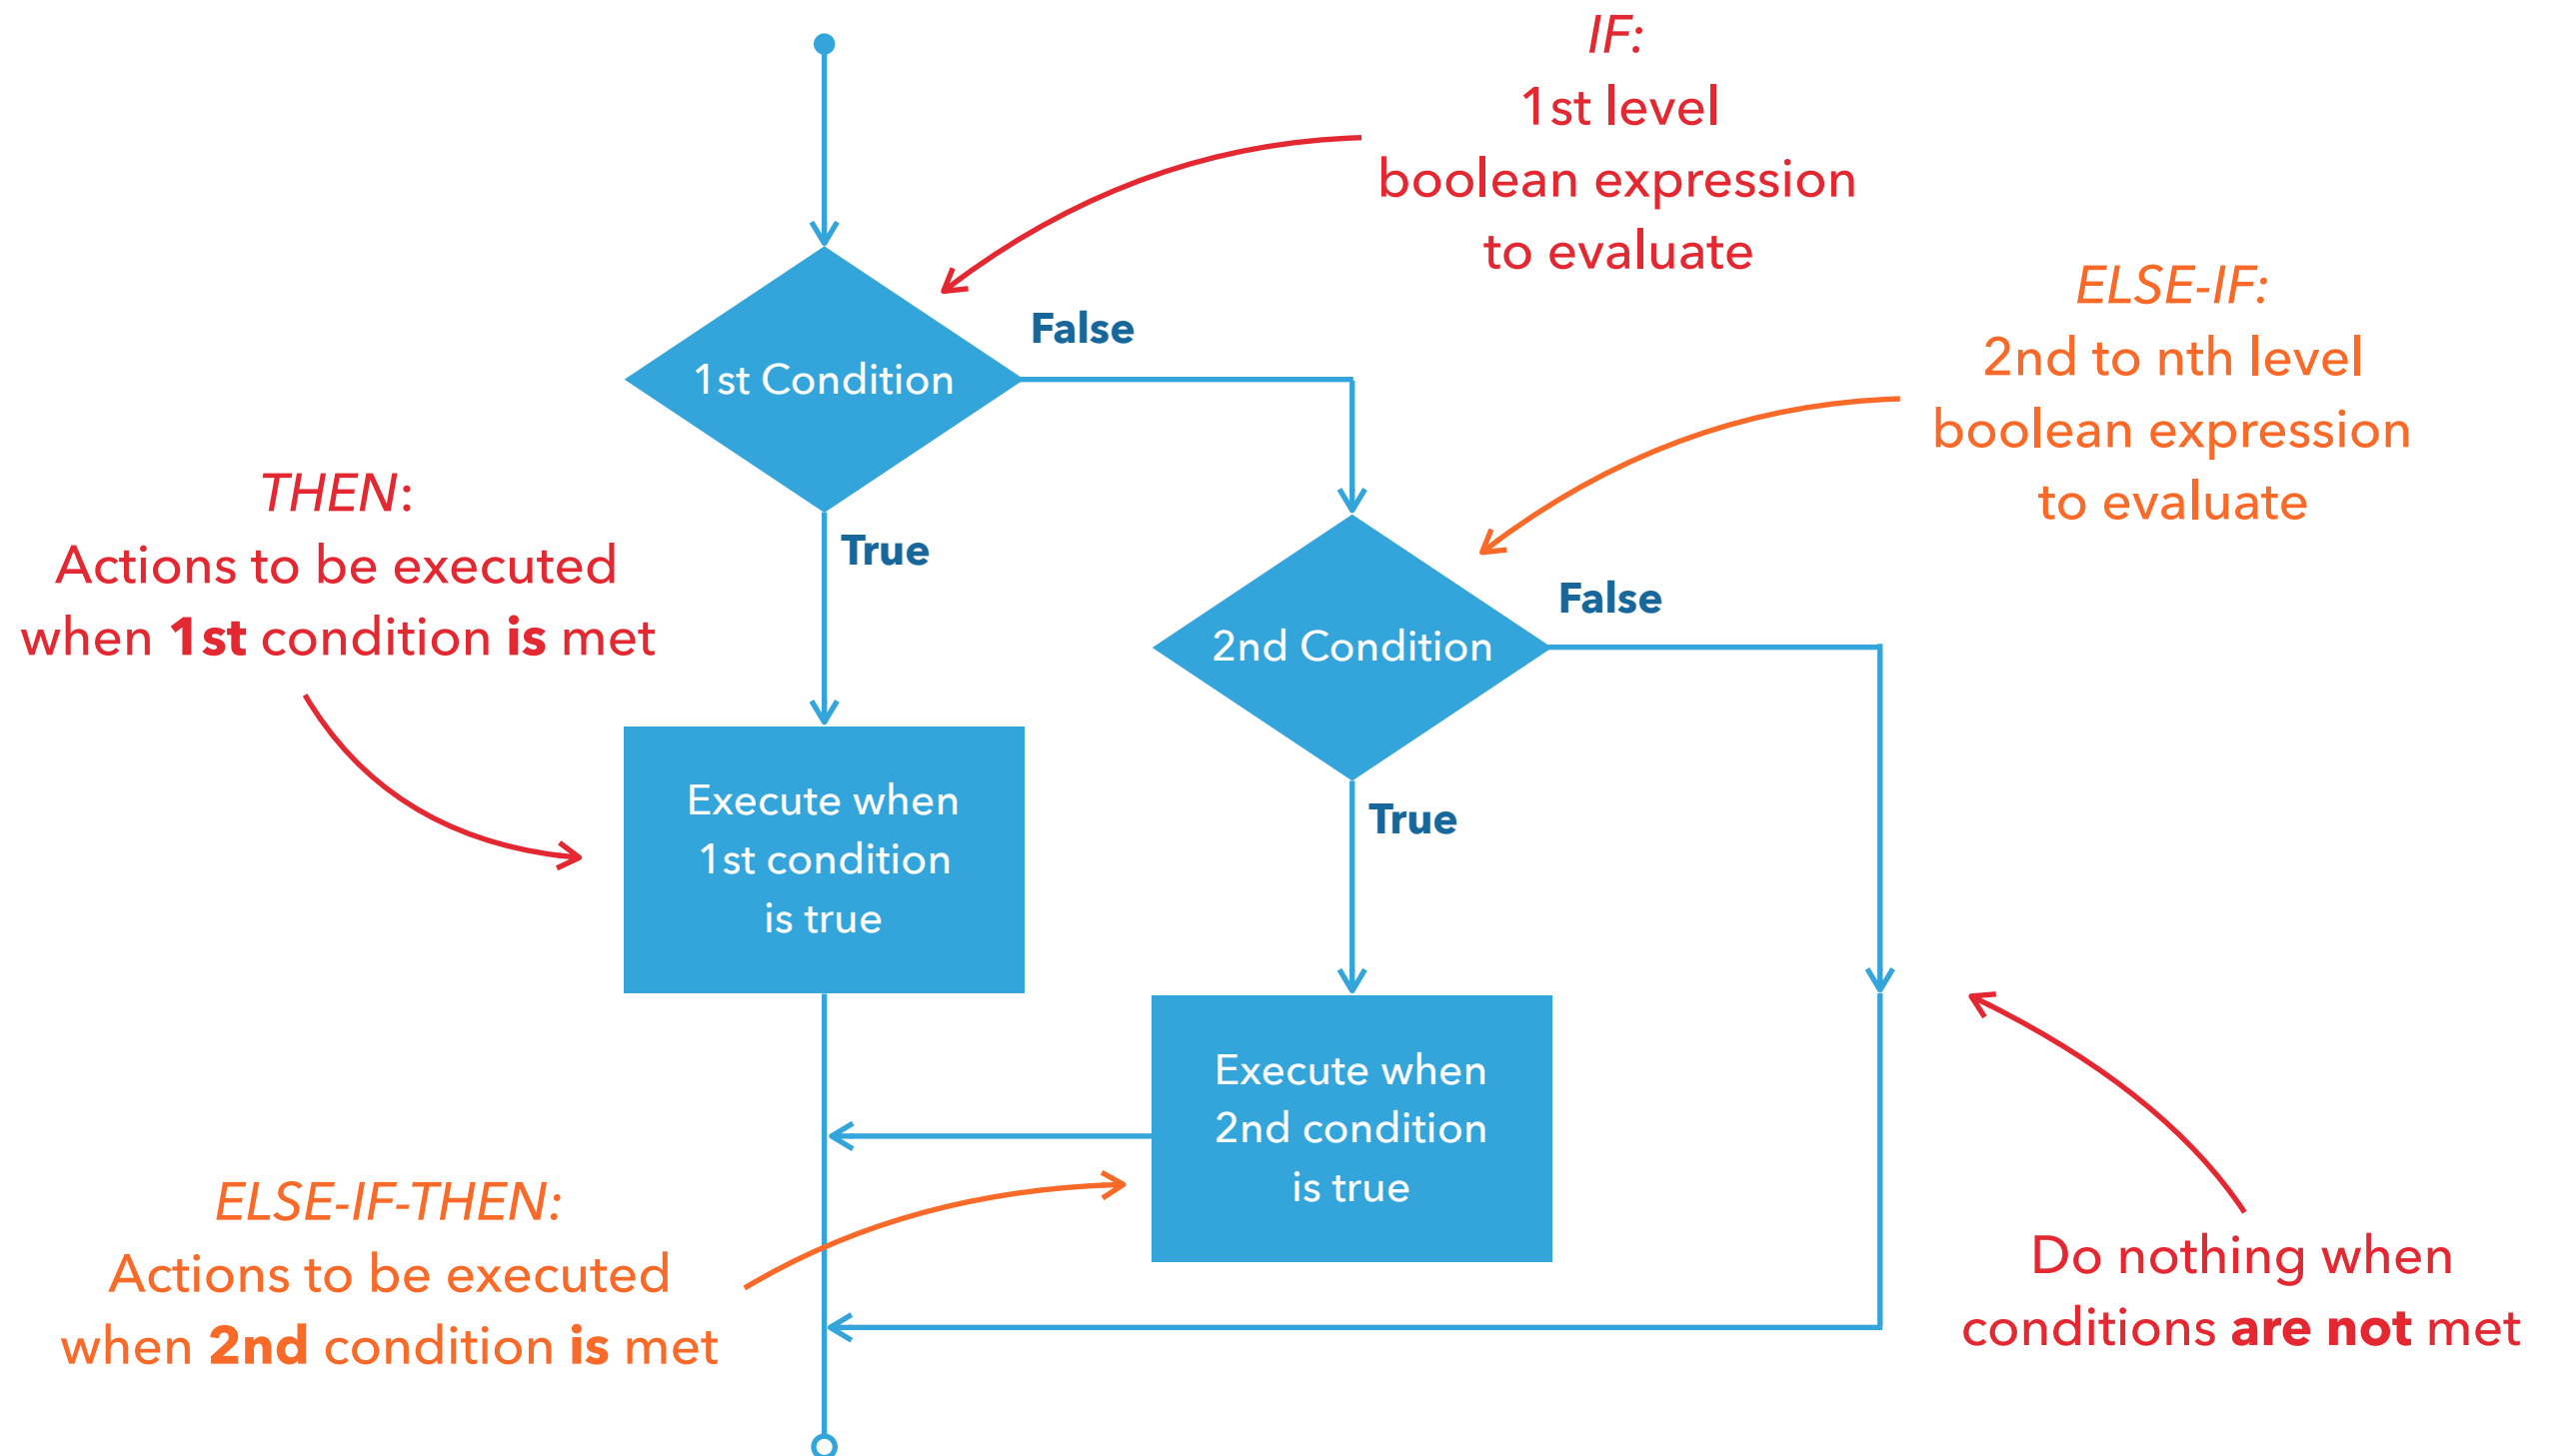 IF:
1st level
boolean expression
to evaluate
ELSE-IF:
2nd to nth level
boolean expression
to evaluate
False
1st Condition
THEN:
Actions to be executed
when 1st condition is met
True
False
2nd Condition
Execute when
1st condition
is true
True
Execute when
2nd condition
is true
ELSE-IF-THEN:
Actions to be executed
when 2nd condition is met
Do nothing when
conditions are not met